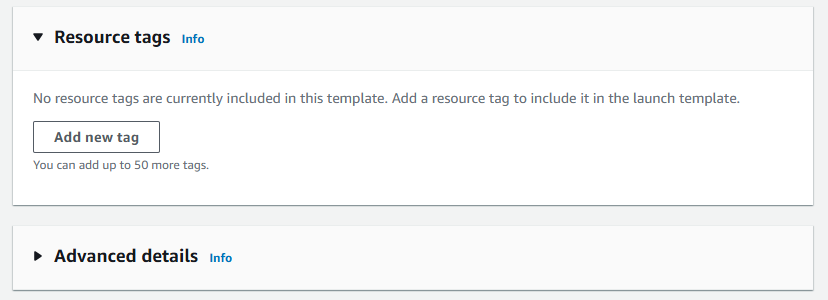 Resource tags Info
No resource tags are currently included in this template. Add a resource tag to include it in the launch template.
Add new tag
You can add up to 50 more tags.
Advanced details Info